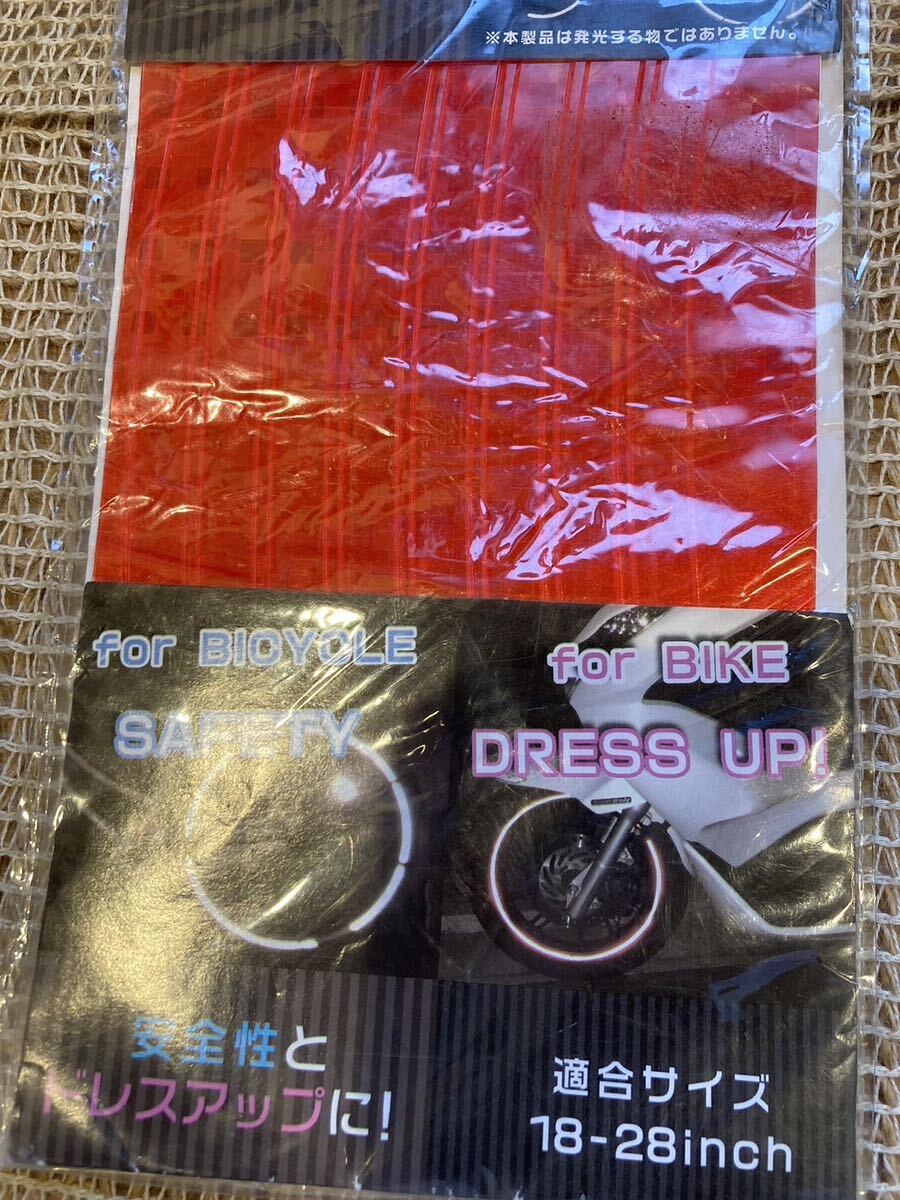 ※本製品は発光する物ではありません。
for BICYCLE
SAFETY
for BIKE
DRESS UP!
安全性と
ドレスアップに!
適合サイズ
18-28inch